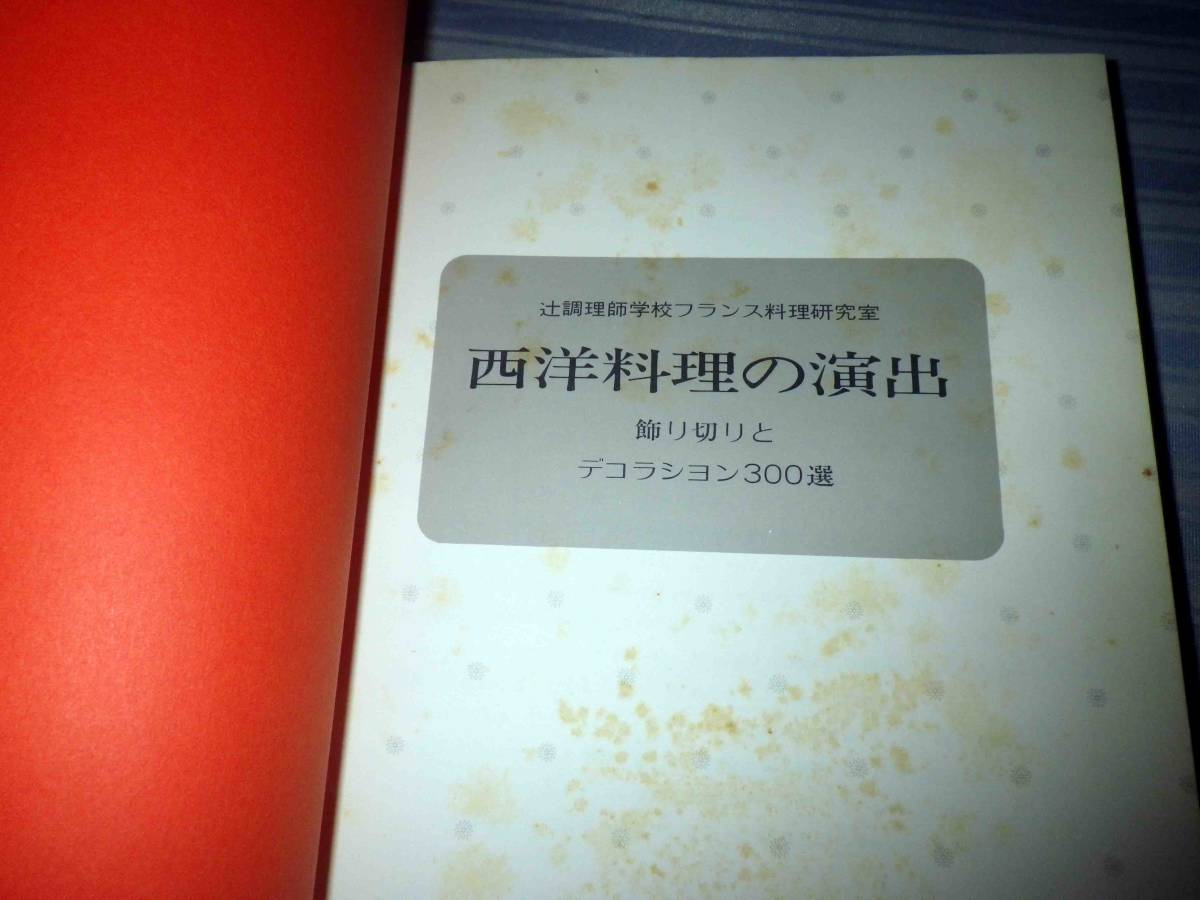 辻調理師学校フランス料理研究室
西洋料理の演出
飾り切りと
デコラシヨン300選